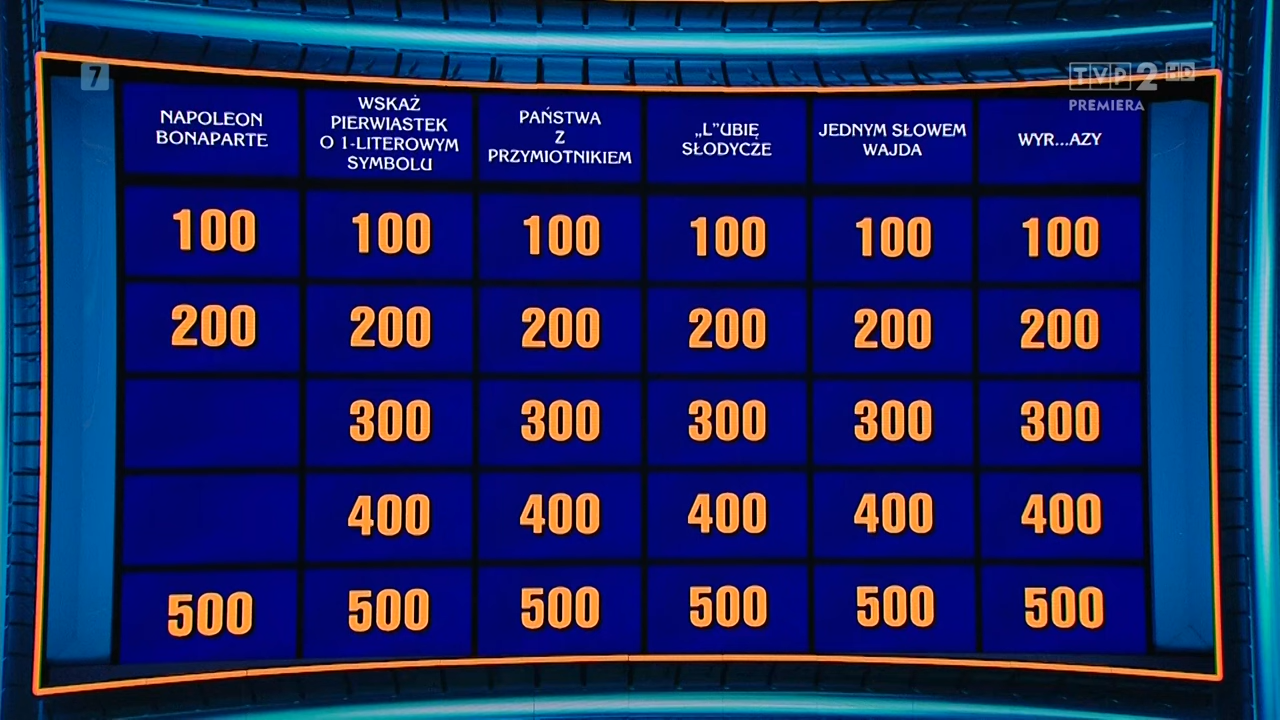 7
TVP 2 HD
PREMIERA
NAPOLEON
BONAPARTE
WSKAŻ
PIERWIASTEK
O 1-LITEROWYM
SYMBOLU
PAŃSTWA
Z
PRZYMIOTNIKIEM
„L”UBIĘ
SŁODYCZE
JEDNYM SŁOWEM
WAJDA
WYR...AZY
100 100 100 100 100 100
200 200 200 200 200 200
300 300 300 300 300
400 400 400 400 400
500 500 500 500 500 500